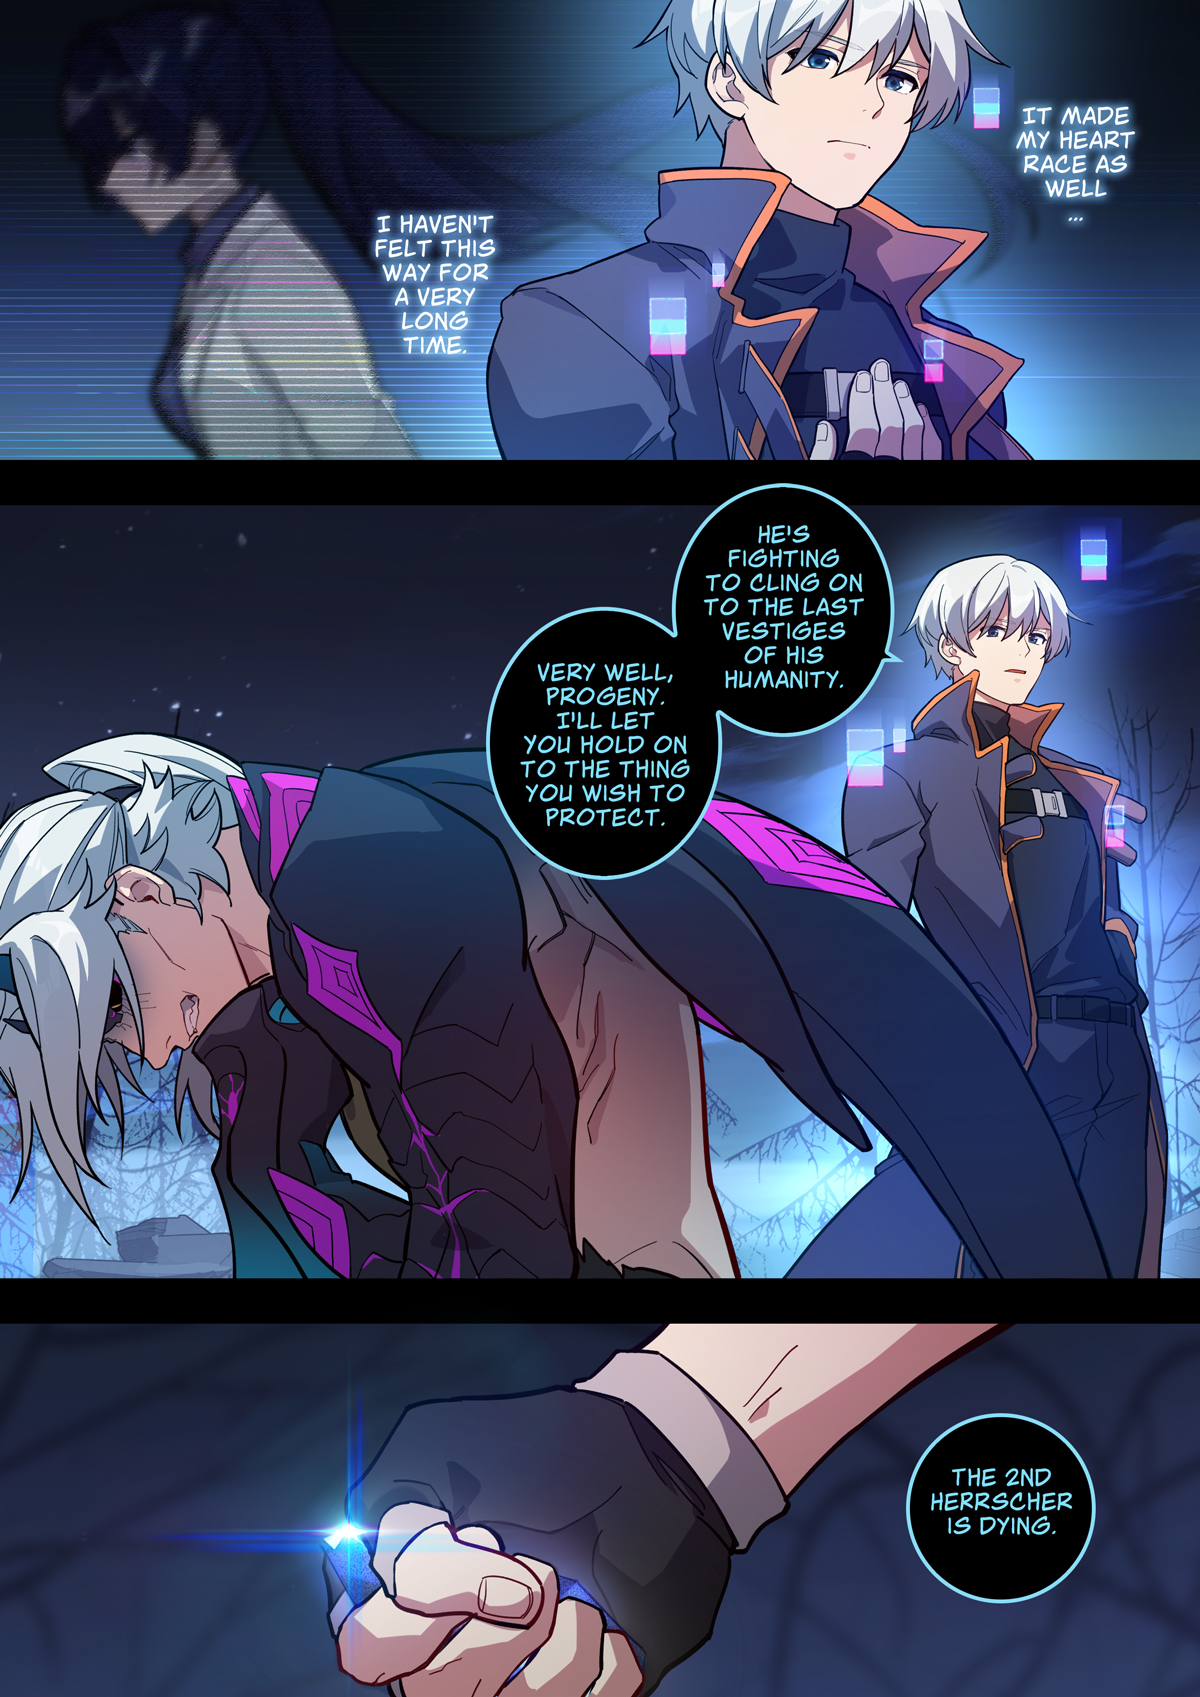 IT MADE
MY HEART
RACE AS
WELL
...
I HAVEN'T
FELT THIS
WAY FOR
A VERY
LONG
TIME.
HE'S
FIGHTING
TO CLING ON
TO THE LAST
VESTIGES
OF HIS
HUMANITY.
VERY WELL,
PROGENY.
I'LL LET
YOU HOLD ON
TO THE THING
YOU WISH TO
PROTECT.
THE 2ND
HERRSCHER
IS DYING.